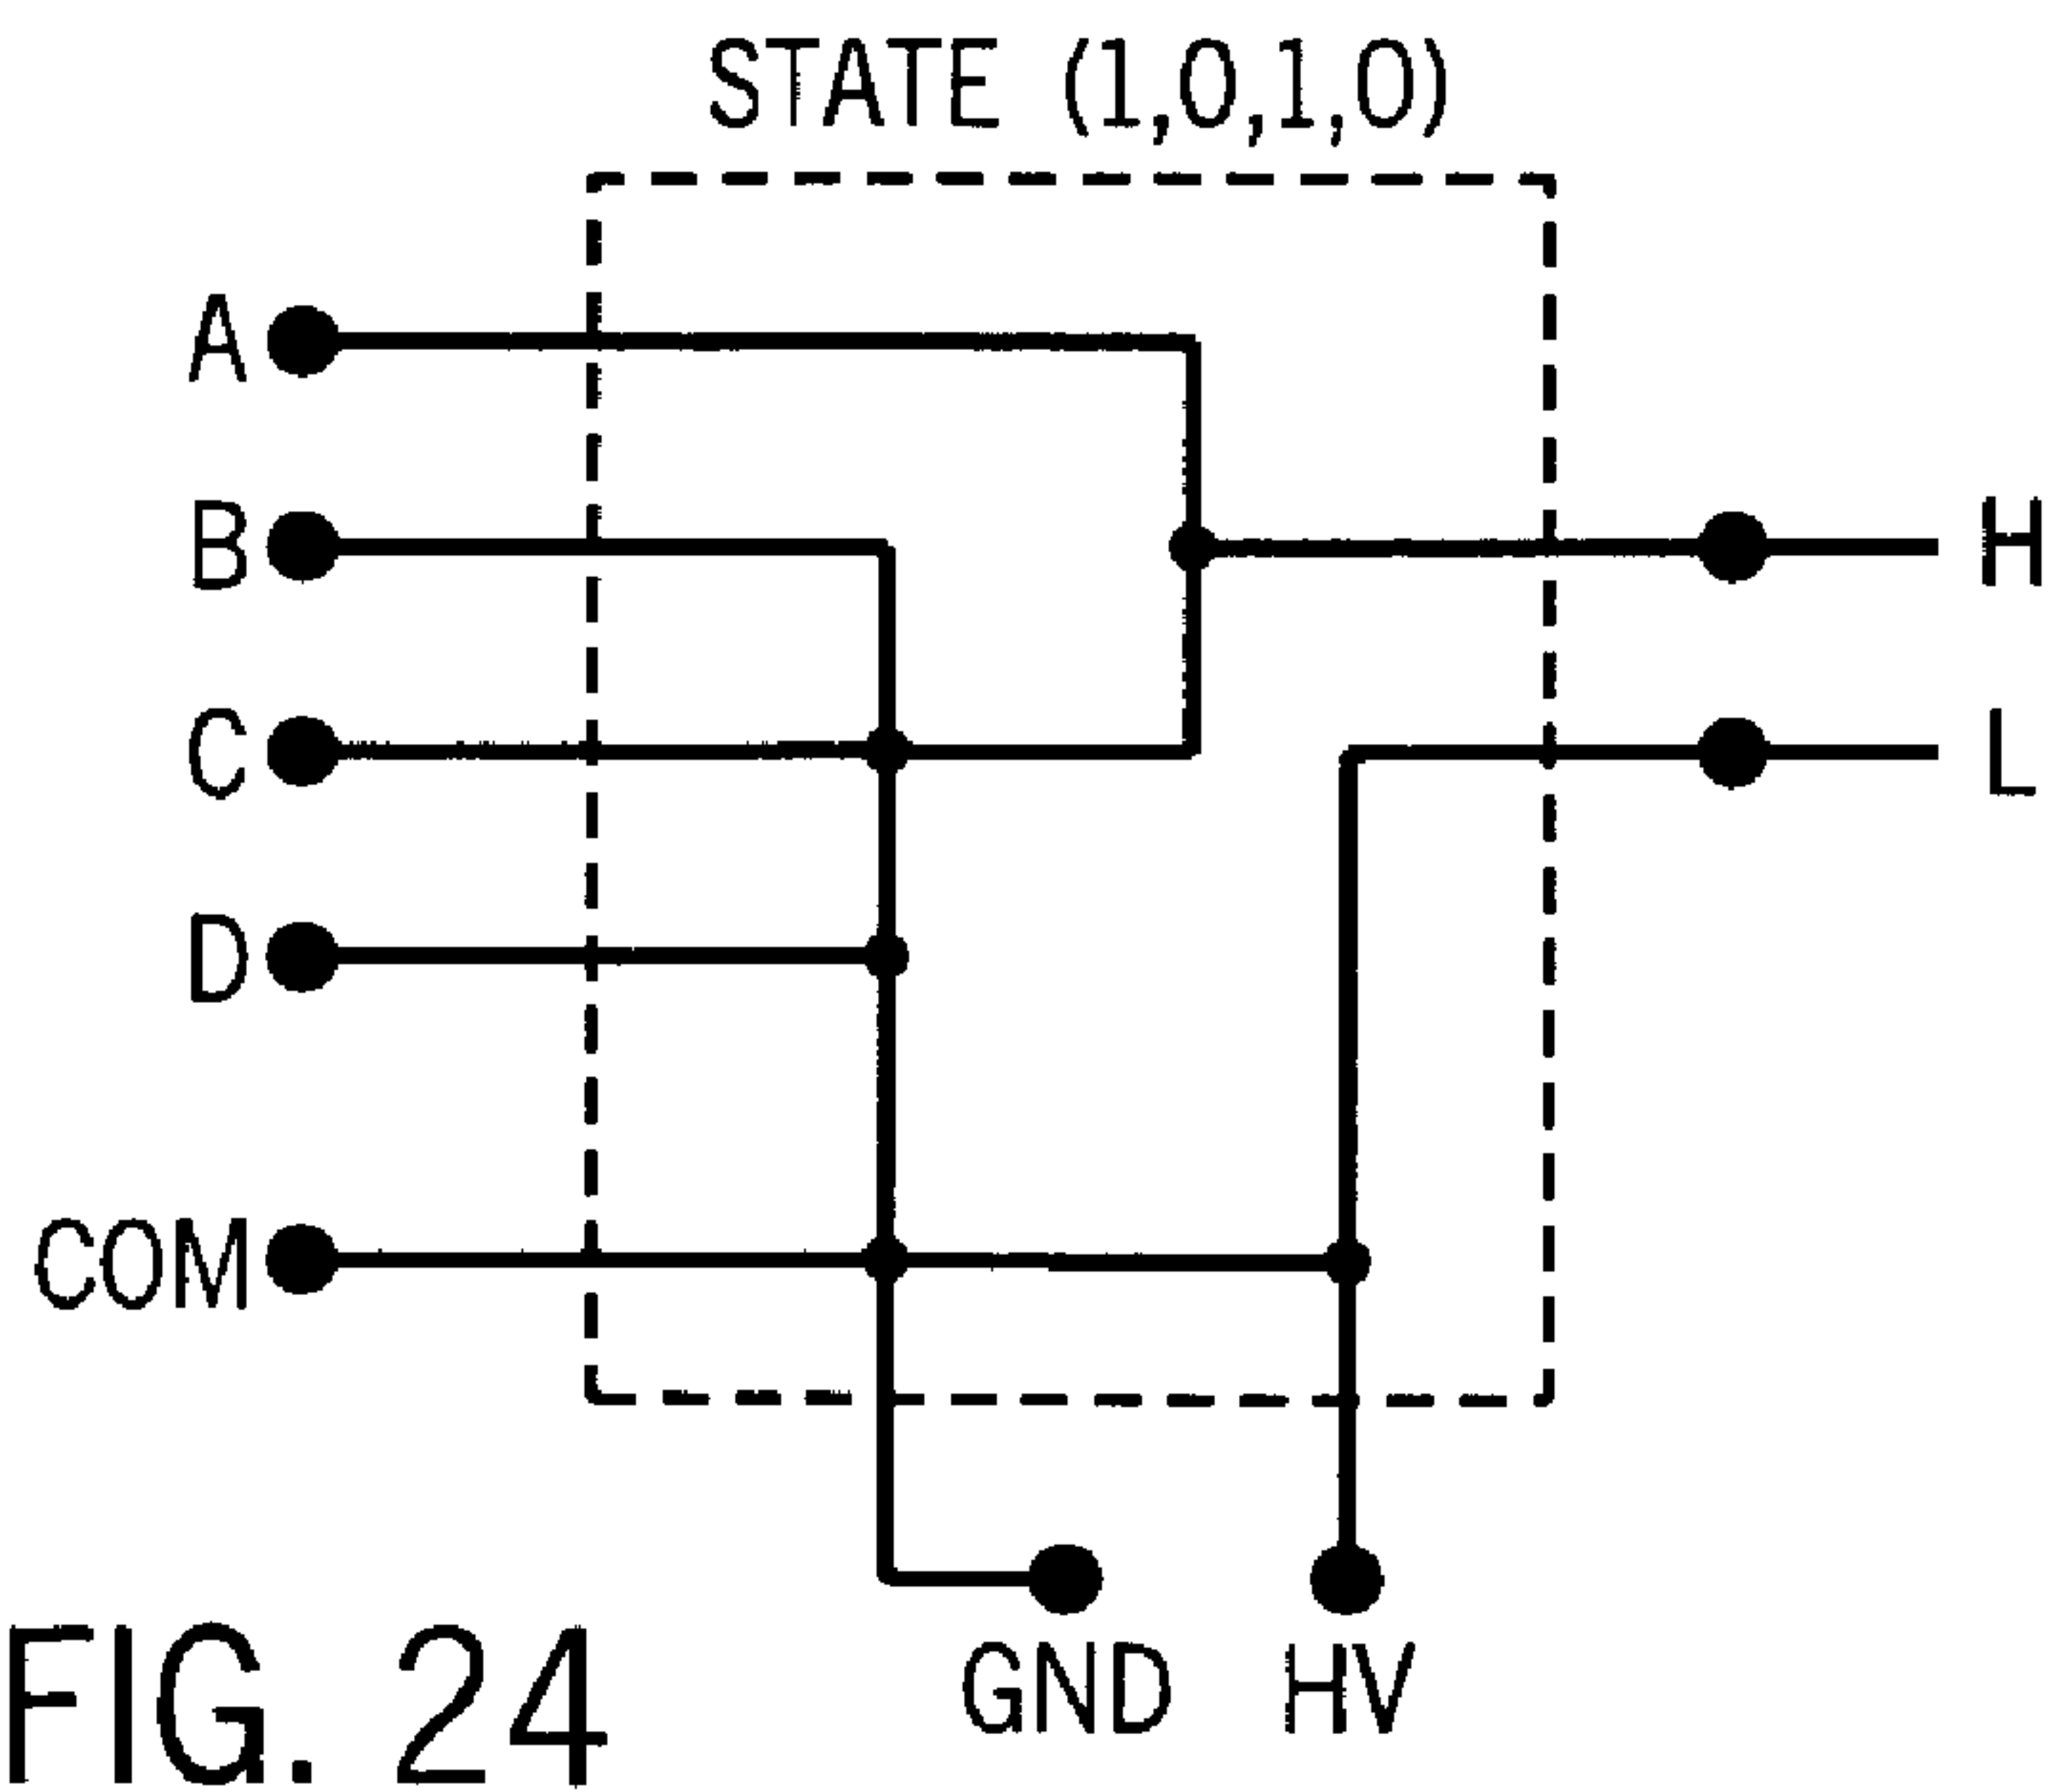 STATE (1,0,1,0)
A
B
H
C
L
D
COM
GND HV
FIG. 24